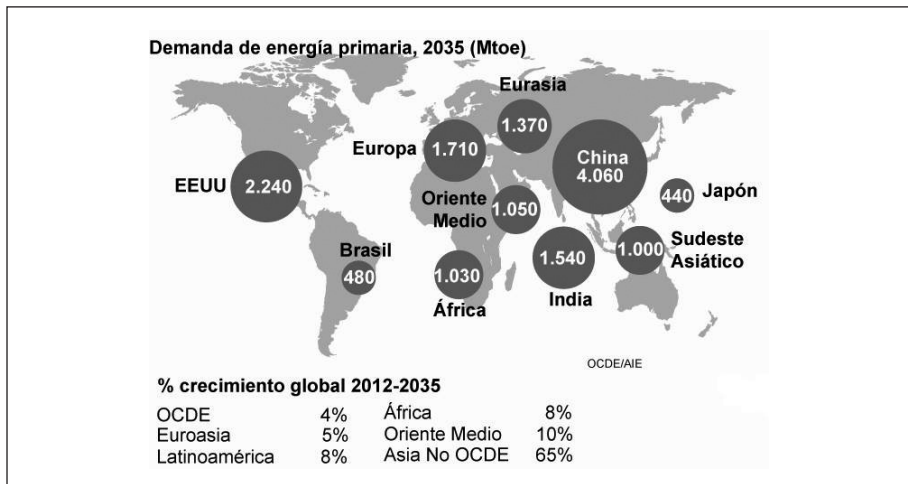 Demanda de energía primaria, 2035 (Mtoe)
Eurasia
1.370
Europa
1.710
China
4.060
EEUU
2.240
Oriente
Medio
1.050
440
Japón
Brasil
480
1.030
África
1.540
India
1.000
Sudeste
Asiático
OCDE/AIE
% crecimiento global 2012-2035
OCDE 4% África 8%
Euroasia 5% Oriente Medio 10%
Latinoamérica 8% Asia No OCDE 65%